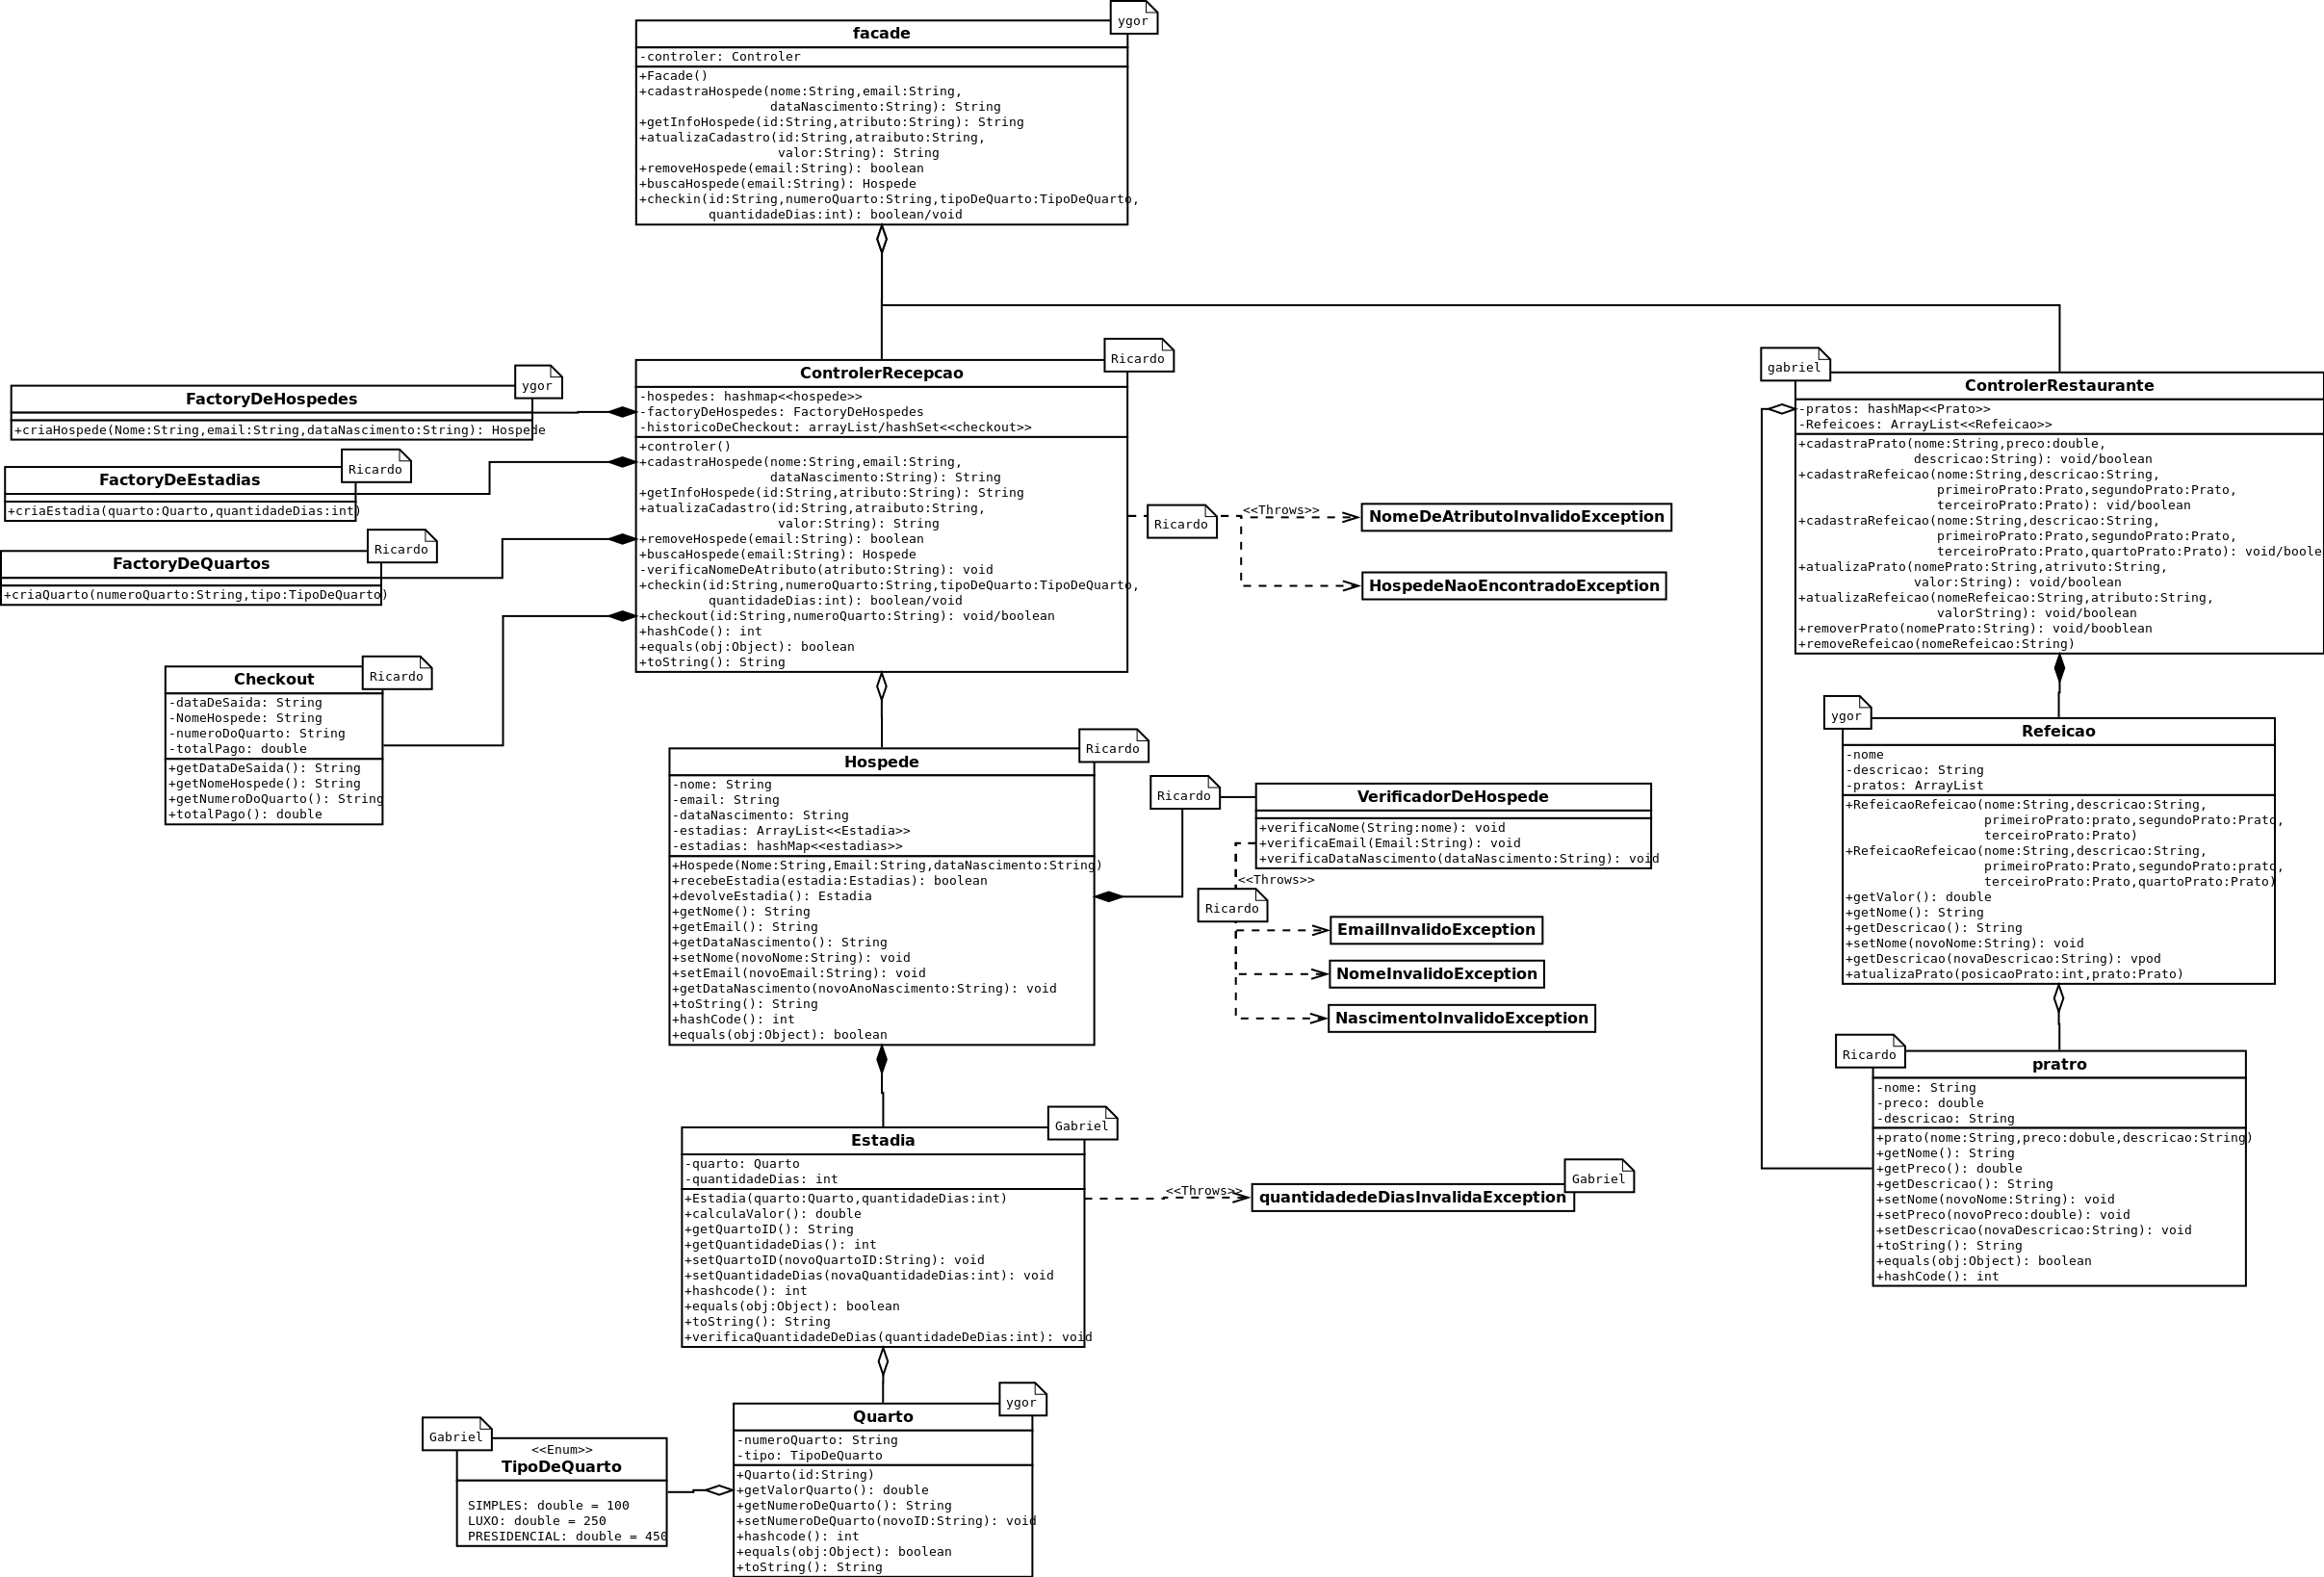 ygor
facade
-controler: Controler
+Facade()
+cadastraHospede(nome:String,email:String,
dataNascimento:String): String
+getInfoHospede(id:String,atributo:String): String
+atualizaCadastro(id:String,atraibuto:String,
valor:String): String
+removeHospede(email:String): boolean
+buscaHospede(email:String): Hospede
+checkin(id:String,numeroQuarto:String,tipoDeQuarto:TipoDeQuarto,
quantidadeDias:int): boolean/void
ygor
FactoryDeHospedes
+criaHospede(Nome:String,email:String,dataNascimento:String): Hospede
Ricardo
FactoryDeEstadias
+criaEstadia(quarto:Quarto,quantidadeDias:int)
Ricardo
FactoryDeQuartos
+criaQuarto(numeroQuarto:String,tipo:TipoDeQuarto)
Ricardo
Checkout
-dataDeSaida: String
-NomeHospede: String
-numeroDoQuarto: String
-totalPago: double
+getDataDeSaida(): String
+getNomeHospede(): String
+getNumeroDoQuarto(): String
+totalPago(): double
Ricardo
ControlerRecepcao
-hospedes: hashmap<<hospede>>
-factoryDeHospedes: FactoryDeHospedes
-historicoDeCheckout: arrayList/hashSet<<checkout>>
+controler()
+cadastraHospede(nome:String,email:String,
dataNascimento:String): String
+getInfoHospede(id:String,atributo:String): String
+atualizaCadastro(id:String,atraibuto:String,
valor:String): String
+removeHospede(email:String): boolean
+buscaHospede(email:String): Hospede
-verificaNomeDeAtributo(atributo:String): void
+checkin(id:String,numeroQuarto:String,tipoDeQuarto:TipoDeQuarto,
quantidadeDias:int): boolean/void
+checkout(id:String,numeroQuarto:String): void/boolean
+hashCode(): int
+equals(obj:Object): boolean
+toString(): String
Ricardo
<<Throws>>
NomeDeAtributoInvalidoException
HospedeNaoEncontradoException
gabriel
ControlerRestaurante
-pratos: hashMap<<Prato>>
-Refeicoes: ArrayList<<Refeicao>>
+cadastraPrato(nome:String,preco:double,
descricao:String): void/boolean
+cadastraRefeicao(nome:String,descricao:String,
primeiroPrato:Prato,segundoPrato:Prato,
terceiroPrato:Prato): vid/boolean
+cadastraRefeicao(nome:String,descricao:String,
primeiroPrato:Prato,segundoPrato:Prato,
terceiroPrato:Prato,quartoPrato:Prato): void/boole
+atualizaPrato(nomePrato:String,atrivuto:String,
valor:String): void/boolean
+atualizaRefeicao(nomeRefeicao:String,atributo:String,
valorString): void/boolean
+removerPrato(nomePrato:String): void/booblean
+removeRefeicao(nomeRefeicao:String)
Ricardo
Hospede
-nome: String
-email: String
-dataNascimento: String
-estadias: ArrayList<<Estadia>>
-estadias: hashMap<<estadias>>
+Hospede(Nome:String,Email:String,dataNascimento:String)
+recebeEstadia(estadia:Estadias): boolean
+devolveEstadia(): Estadia
+getNome(): String
+getEmail(): String
+getDataNascimento(): String
+setNome(novoNome:String): void
+setEmail(novoEmail:String): void
+getDataNascimento(novoAnoNascimento:String): void
+toString(): String
+hashCode(): int
+equals(obj:Object): boolean
Ricardo
VerificadorDeHospede
+verificaNome(String:nome): void
+verificaEmail(Email:String): void
+verificaDataNascimento(dataNascimento:String): void
<<Throws>>
Ricardo
EmailInvalidoException
NomeInvalidoException
NascimentoInvalidoException
ygor
Refeicao
-nome
-descricao: String
-pratos: ArrayList
+RefeicaoRefeicao(nome:String,descricao:String,
primeiroPrato:prato,segundoPrato:Prato,
terceiroPrato:Prato)
+RefeicaoRefeicao(nome:String,descricao:String,
primeiroPrato:Prato,segundoPrato:prato,
terceiroPrato:Prato,quartoPrato:Prato)
+getValor(): double
+getNome(): String
+getDescricao(): String
+setNome(novoNome:String): void
+getDescricao(novaDescricao:String): vpod
+atualizaPrato(posicaoPrato:int,prato:Prato)
Ricardo
pratro
-nome: String
-preco: double
-descricao: String
+prato(nome:String,preco:dobule,descricao:String)
+getNome(): String
+getPreco(): double
+getDescricao(): String
+setNome(novoNome:String): void
+setPreco(novoPreco:double): void
+setDescricao(novaDescricao:String): void
+toString(): String
+equals(obj:Object): boolean
+hashCode(): int
Gabriel
Estadia
-quarto: Quarto
-quantidadeDias: int
+Estadia(quarto:Quarto,quantidadeDias:int)
+calculaValor(): double
+getQuartoID(): String
+getQuantidadeDias(): int
+setQuartoID(novoQuartoID:String): void
+setQuantidadeDias(novaQuantidadeDias:int): void
+hashcode(): int
+equals(obj:Object): boolean
+toString(): String
+verificaQuantidadeDeDias(quantidadeDeDias:int): void
<<Throws>>
Gabriel
quantidadedeDiasInvalidaException
Gabriel
<<Enum>>
TipoDeQuarto
SIMPLES: double = 100
LUXO: double = 250
PRESIDENCIAL: double = 450
ygor
Quarto
-numeroQuarto: String
-tipo: TipoDeQuarto
+Quarto(id:String)
+getValorQuarto(): double
+getNumeroDeQuarto(): String
+setNumeroDeQuarto(novoID:String): void
+hashcode(): int
+equals(obj:Object): boolean
+toString(): String